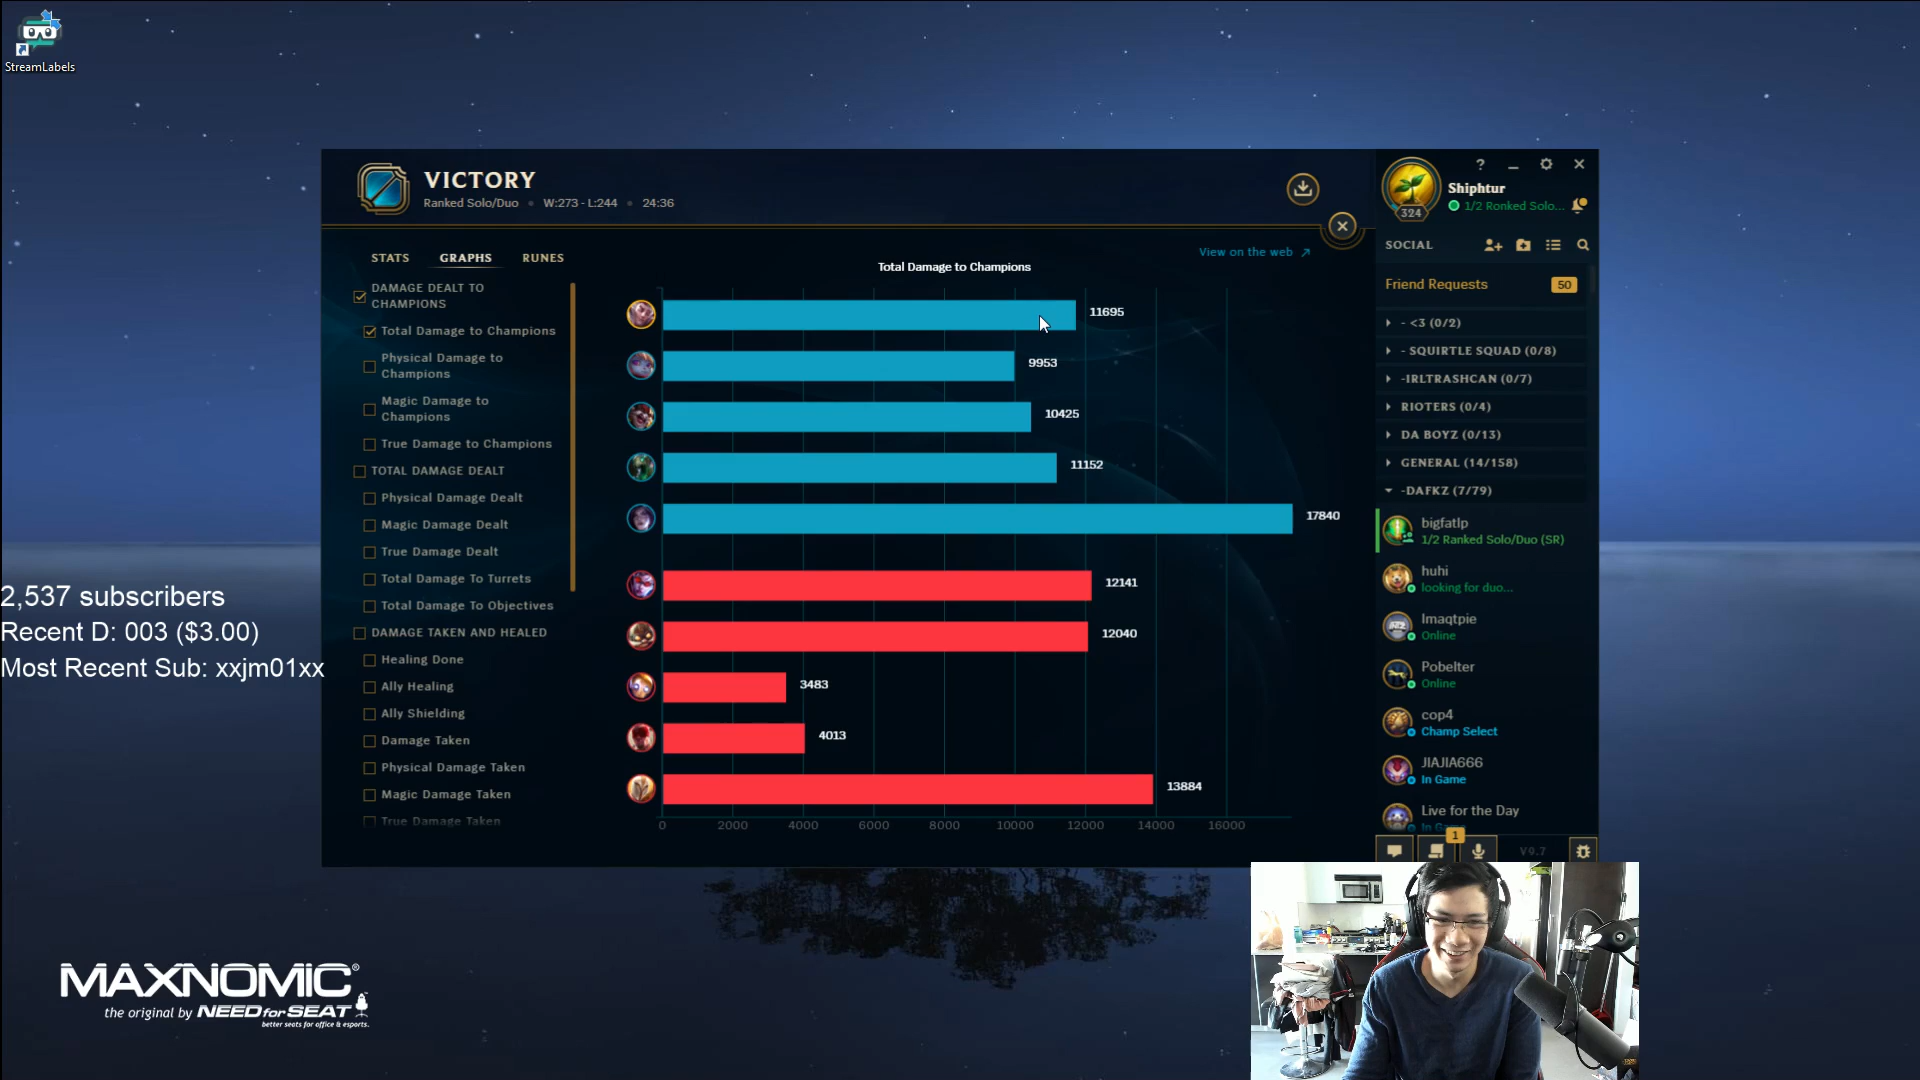 StreamLabels
VICTORY
Ranked Solo/Duo • W:273 - L:244 • 24:36
STATS GRAPHS RUNES
View on the web
Total Damage to Champions
DAMAGE DEALT TO
CHAMPIONS
Total Damage to Champions
Physical Damage to
Champions
Magic Damage to
Champions
True Damage to Champions
TOTAL DAMAGE DEALT
Physical Damage Dealt
Magic Damage Dealt
True Damage Dealt
Total Damage To Turrets
Total Damage To Objectives
DAMAGE TAKEN AND HEALED
Healing Done
Ally Healing
Ally Shielding
Damage Taken
Physical Damage Taken
Magic Damage Taken
True Damage Taken
11695
9953
10425
11152
17840
12141
12040
3483
4013
13884
0 2000 4000 6000 8000 10000 12000 14000 16000
?
Shiphtur
324
1/2 Ranked Solo...
SOCIAL
Friend Requests 50
- <3 (0/2)
- SQUIRTLE SQUAD (0/8)
-IRLTRASHCAN (0/7)
RIOTERS (0/4)
DA BOYZ (0/13)
GENERAL (14/158)
-DAFKZ (7/79)
bigfatlp
1/2 Ranked Solo/Duo (SR)
huhi
looking for duo...
Imaqtpie
Online
Pobelter
Online
cop4
Champ Select
JIAJIA666
In Game
Live for the Day
In Game
1
V9.7
2,537 subscribers
Recent D: 003 ($3.00)
Most Recent Sub: xxjm01xx
MAXNOMIC®
the original by NEEDforSEAT
better seats for office & esports.